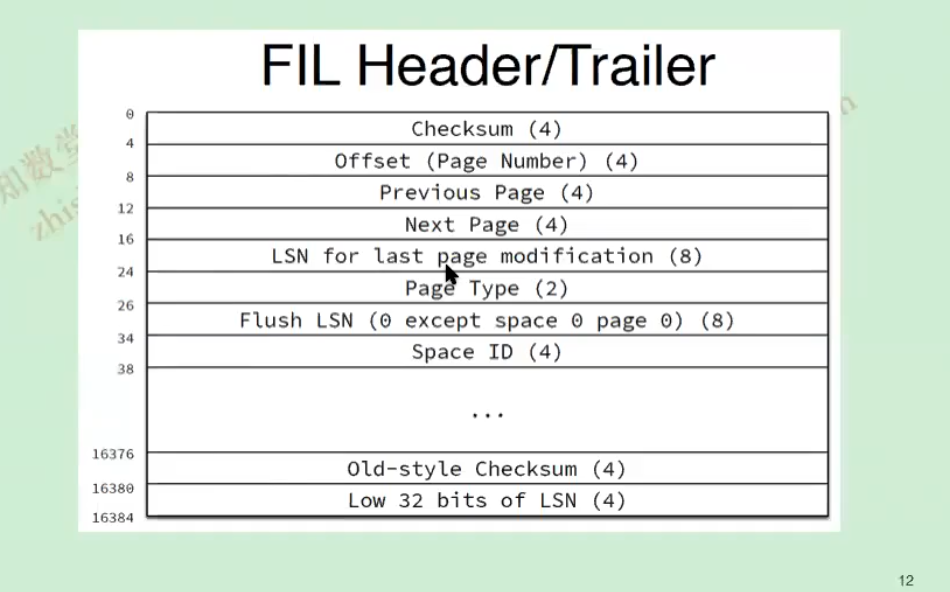 FIL Header/Trailer
0
Checksum (4)
4
Offset (Page Number) (4)
8
Previous Page (4)
12
Next Page (4)
16
LSN for last page modification (8)
24
Page Type (2)
26
Flush LSN (0 except space 0 page 0) (8)
34
Space ID (4)
38
...
16376
Old-style Checksum (4)
16380
Low 32 bits of LSN (4)
16384
12